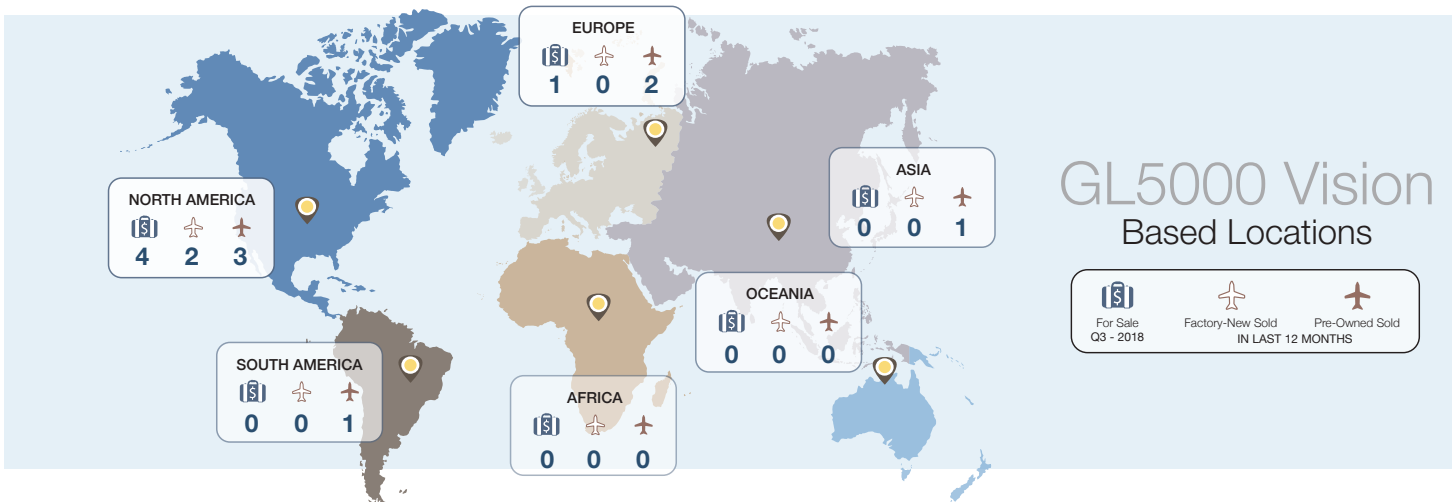 EUROPE
$
1 0 2
NORTH AMERICA
$
4 2 3
ASIA
$
0 0 1
OCEANIA
$
0 0 0
SOUTH AMERICA
$
0 0 1
AFRICA
$
0 0 0
GL5000 Vision
Based Locations
$
For Sale
Q3 - 2018
Factory-New Sold Pre-Owned Sold
IN LAST 12 MONTHS